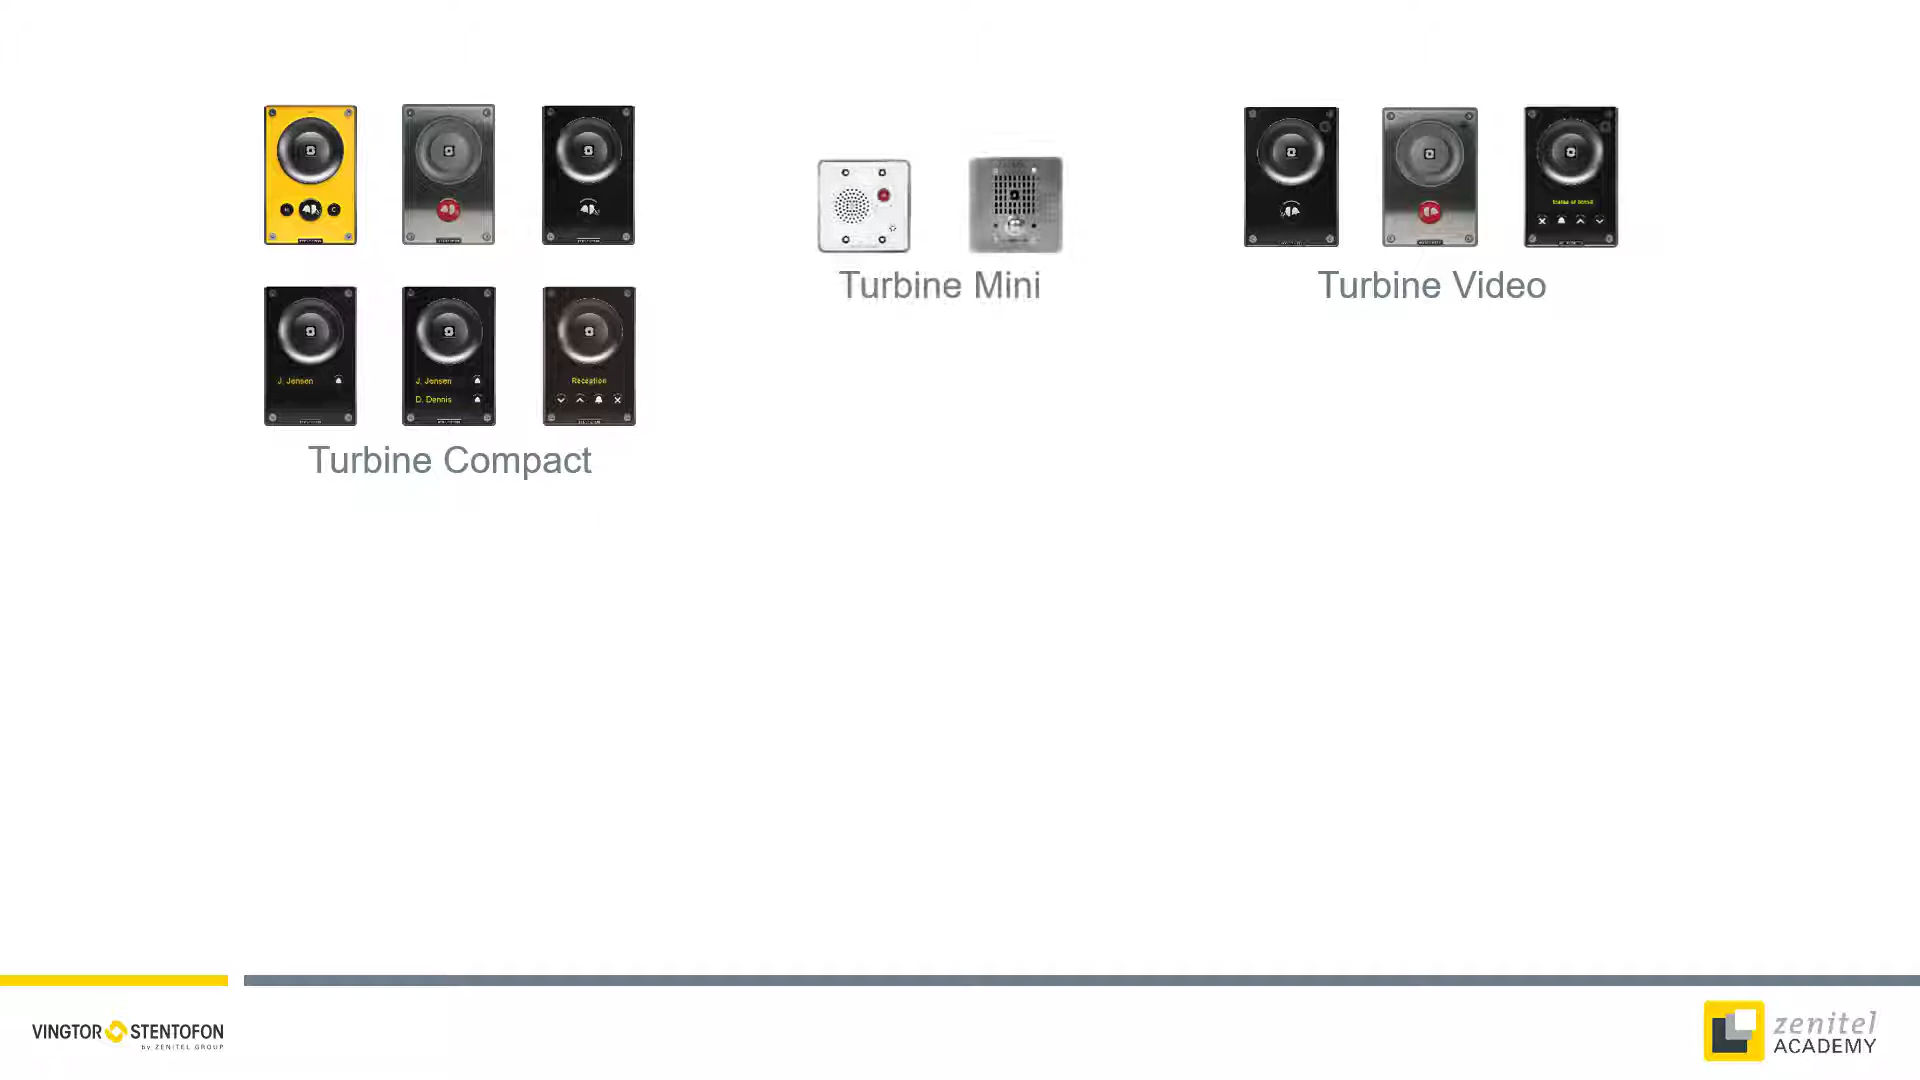 J. Jensen
J. Jensen
D. Dennis
Reception
Turbine Compact
Turbine Mini
Turbine Video
VINGTOR STENTOFON
by ZENITEL GROUP
zenitel
ACADEMY